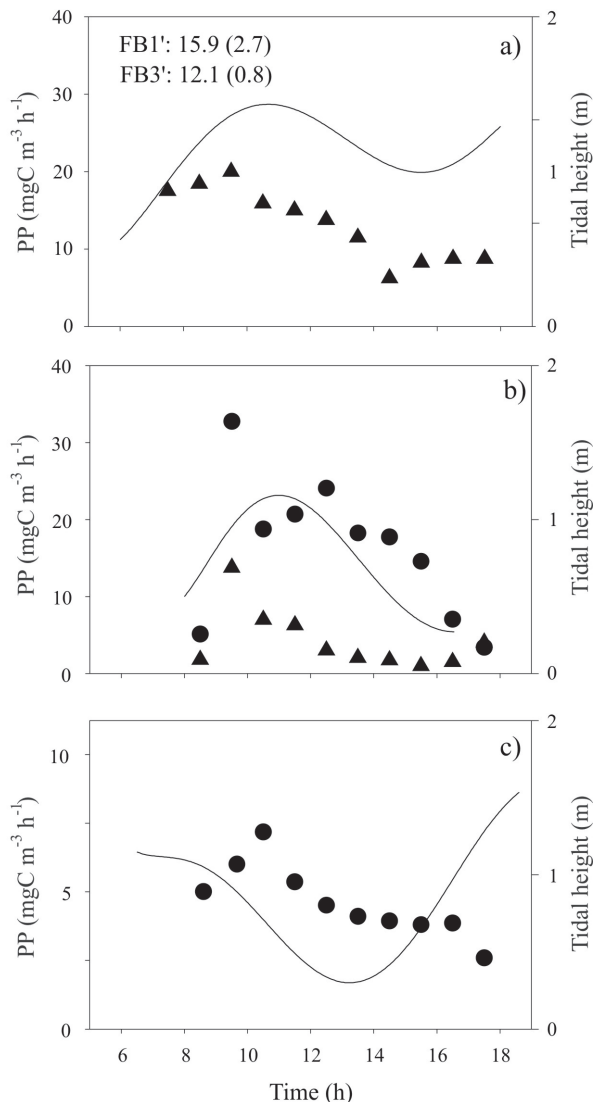 a)
FB1': 15.9 (2.7)
FB3': 12.1 (0.8)
PP (mgC m-3 h-1)
40
30
20
10
0
2
1
0
Tidal height (m)
b)
PP (mgC m-3 h-1)
40
30
20
10
0
2
1
0
Tidal height (m)
c)
PP (mgC m-3 h-1)
10
5
0
2
1
0
Tidal height (m)
6 8 10 12 14 16 18
Time (h)